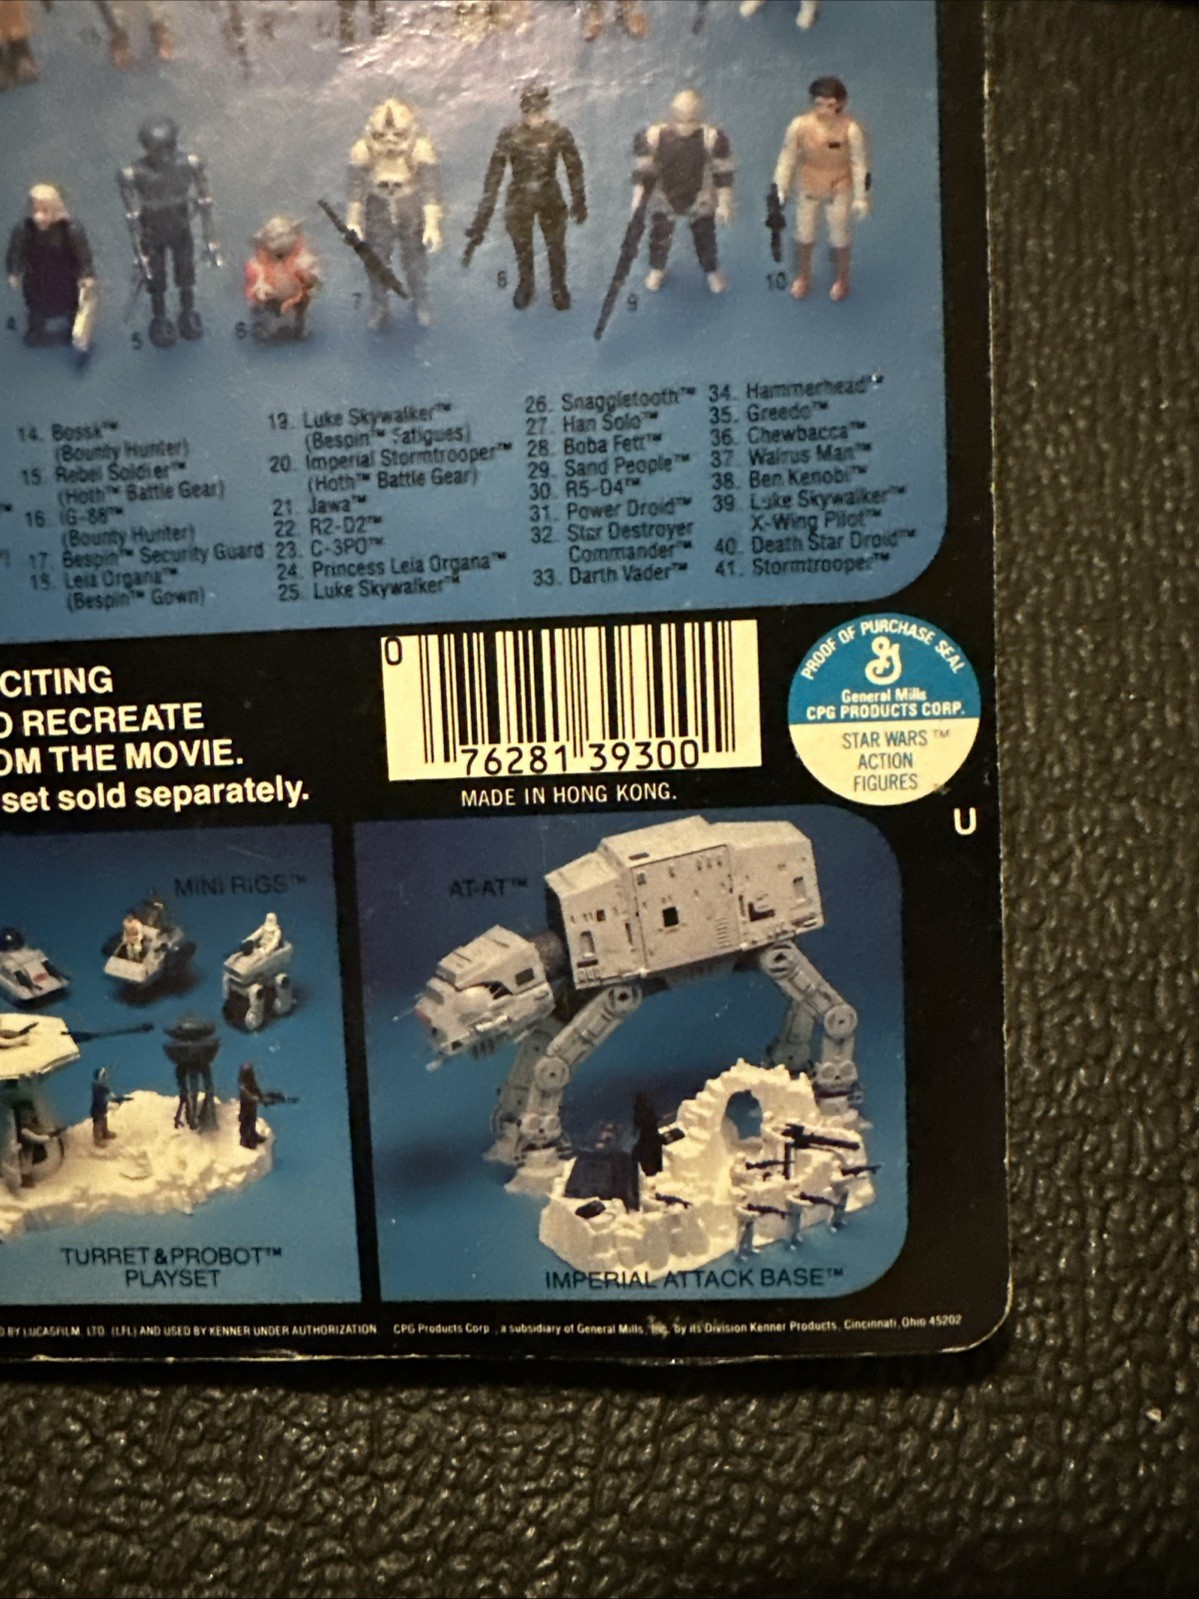 4
5
6
7
8
9
10
14. Bossk™
(Bounty Hunter)
15. Rebel Soldier™
(Hoth™ Battle Gear)
16. IG-88™
(Bounty Hunter)
17. Bespin™ Security Guard
18. Leia Organa™
(Bespin™ Gown)
19. Luke Skywalker™
(Bespin™ Fatigues)
20. Imperial Stormtrooper™
(Hoth™ Battle Gear)
21. Jawa™
22. R2-D2™
23. C-3PO™
24. Princess Leia Organa™
25. Luke Skywalker™
26. Snaggletooth™
27. Han Solo™
28. Boba Fett™
29. Sand People™
30. R5-D4™
31. Power Droid™
32. Star Destroyer
Commander™
33. Darth Vader™
34. Hammerhead™
35. Greedo™
36. Chewbacca™
37. Walrus Man™
38. Ben Kenobi™
39. Luke Skywalker™
X-Wing Pilot™
40. Death Star Droid™
41. Stormtrooper™
CITING
O RECREATE
OM THE MOVIE.
set sold separately.
0 76281 39300
MADE IN HONG KONG.
PROOF OF PURCHASE SEAL
General Mills
CPG PRODUCTS CORP.
STAR WARS™
ACTION
FIGURES
U
MINI RIGS™
AT-AT™
TURRET & PROBOT™
PLAYSET
IMPERIAL ATTACK BASE™
D BY LUCASFILM, LTD. (LFL) AND USED BY KENNER UNDER AUTHORIZATION CPG Products Corp., a subsidiary of General Mills, Inc. by its Division Kenner Products, Cincinnati, Ohio 45202